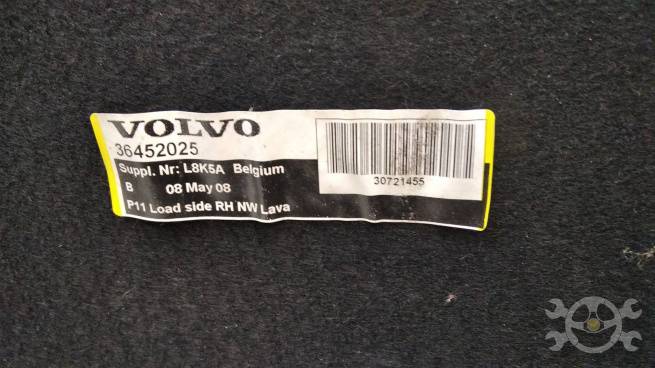 VOLVO
36452025
Suppl. Nr: L8K5A Belgium
B 08 May 08
P11 Load side RH NW Lava
30721455